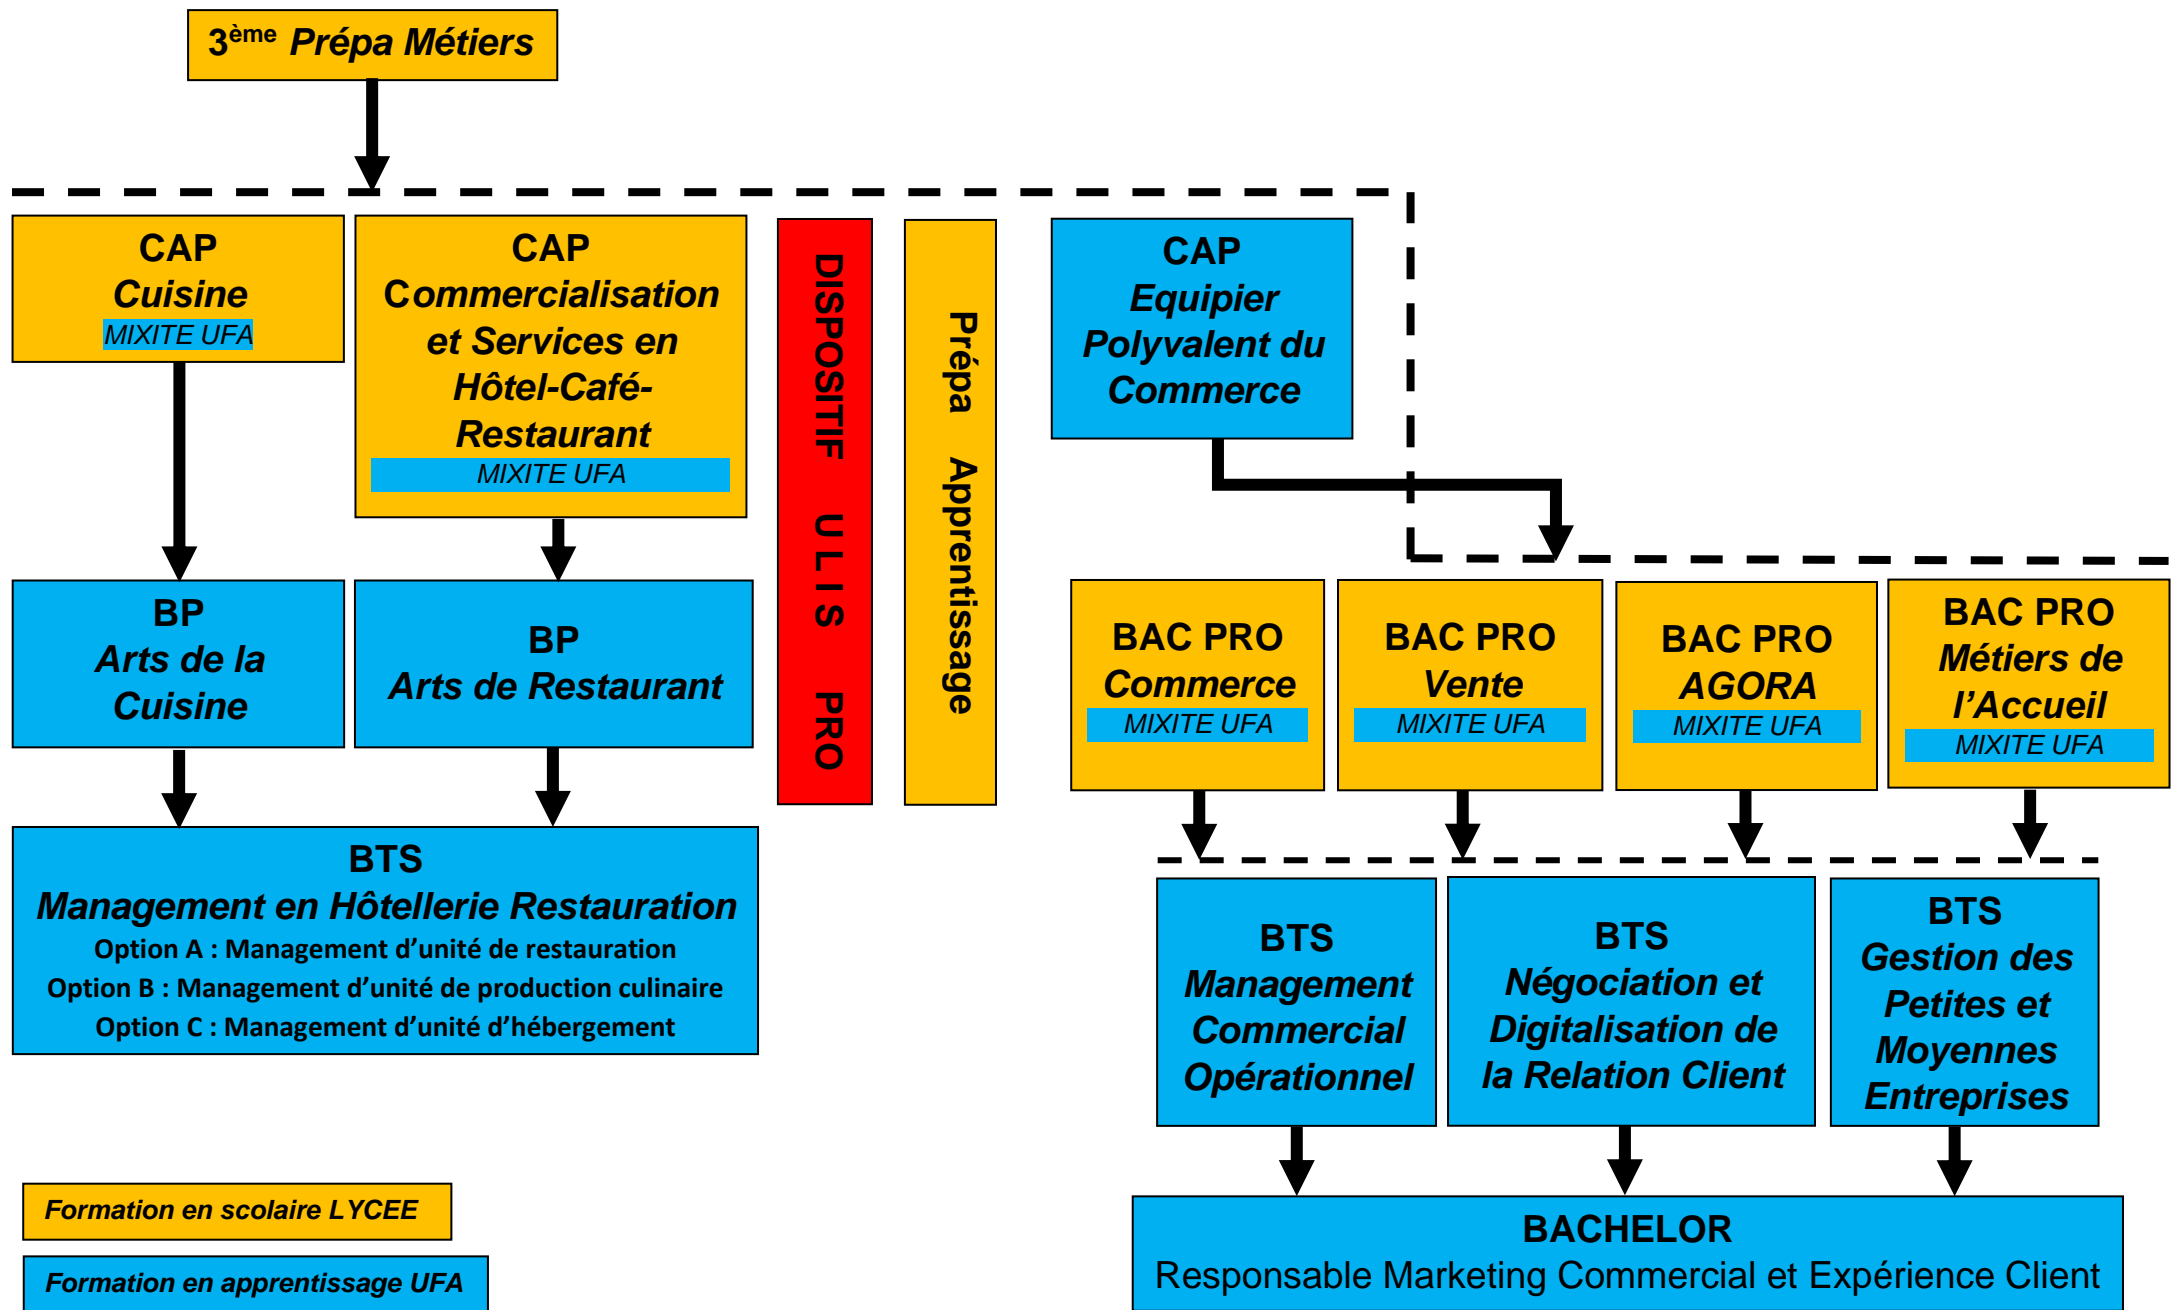 3ème Prépa Métiers
CAP
Cuisine
MIXITE UFA
CAP
Commercialisation
et Services en
Hôtel-Café-
Restaurant
MIXITE UFA
DISPOSITIF U L I S PRO
Prépa Apprentissage
CAP
Equipier
Polyvalent du
Commerce
BP
Arts de la
Cuisine
BP
Arts de Restaurant
BAC PRO
Commerce
MIXITE UFA
BAC PRO
Vente
MIXITE UFA
BAC PRO
AGORA
MIXITE UFA
BAC PRO
Métiers de
l’Accueil
MIXITE UFA
BTS
Management en Hôtellerie Restauration
Option A : Management d’unité de restauration
Option B : Management d’unité de production culinaire
Option C : Management d’unité d’hébergement
BTS
Management
Commercial
Opérationnel
BTS
Négociation et
Digitalisation de
la Relation Client
BTS
Gestion des
Petites et
Moyennes
Entreprises
BACHELOR
Responsable Marketing Commercial et Expérience Client
Formation en scolaire LYCEE
Formation en apprentissage UFA